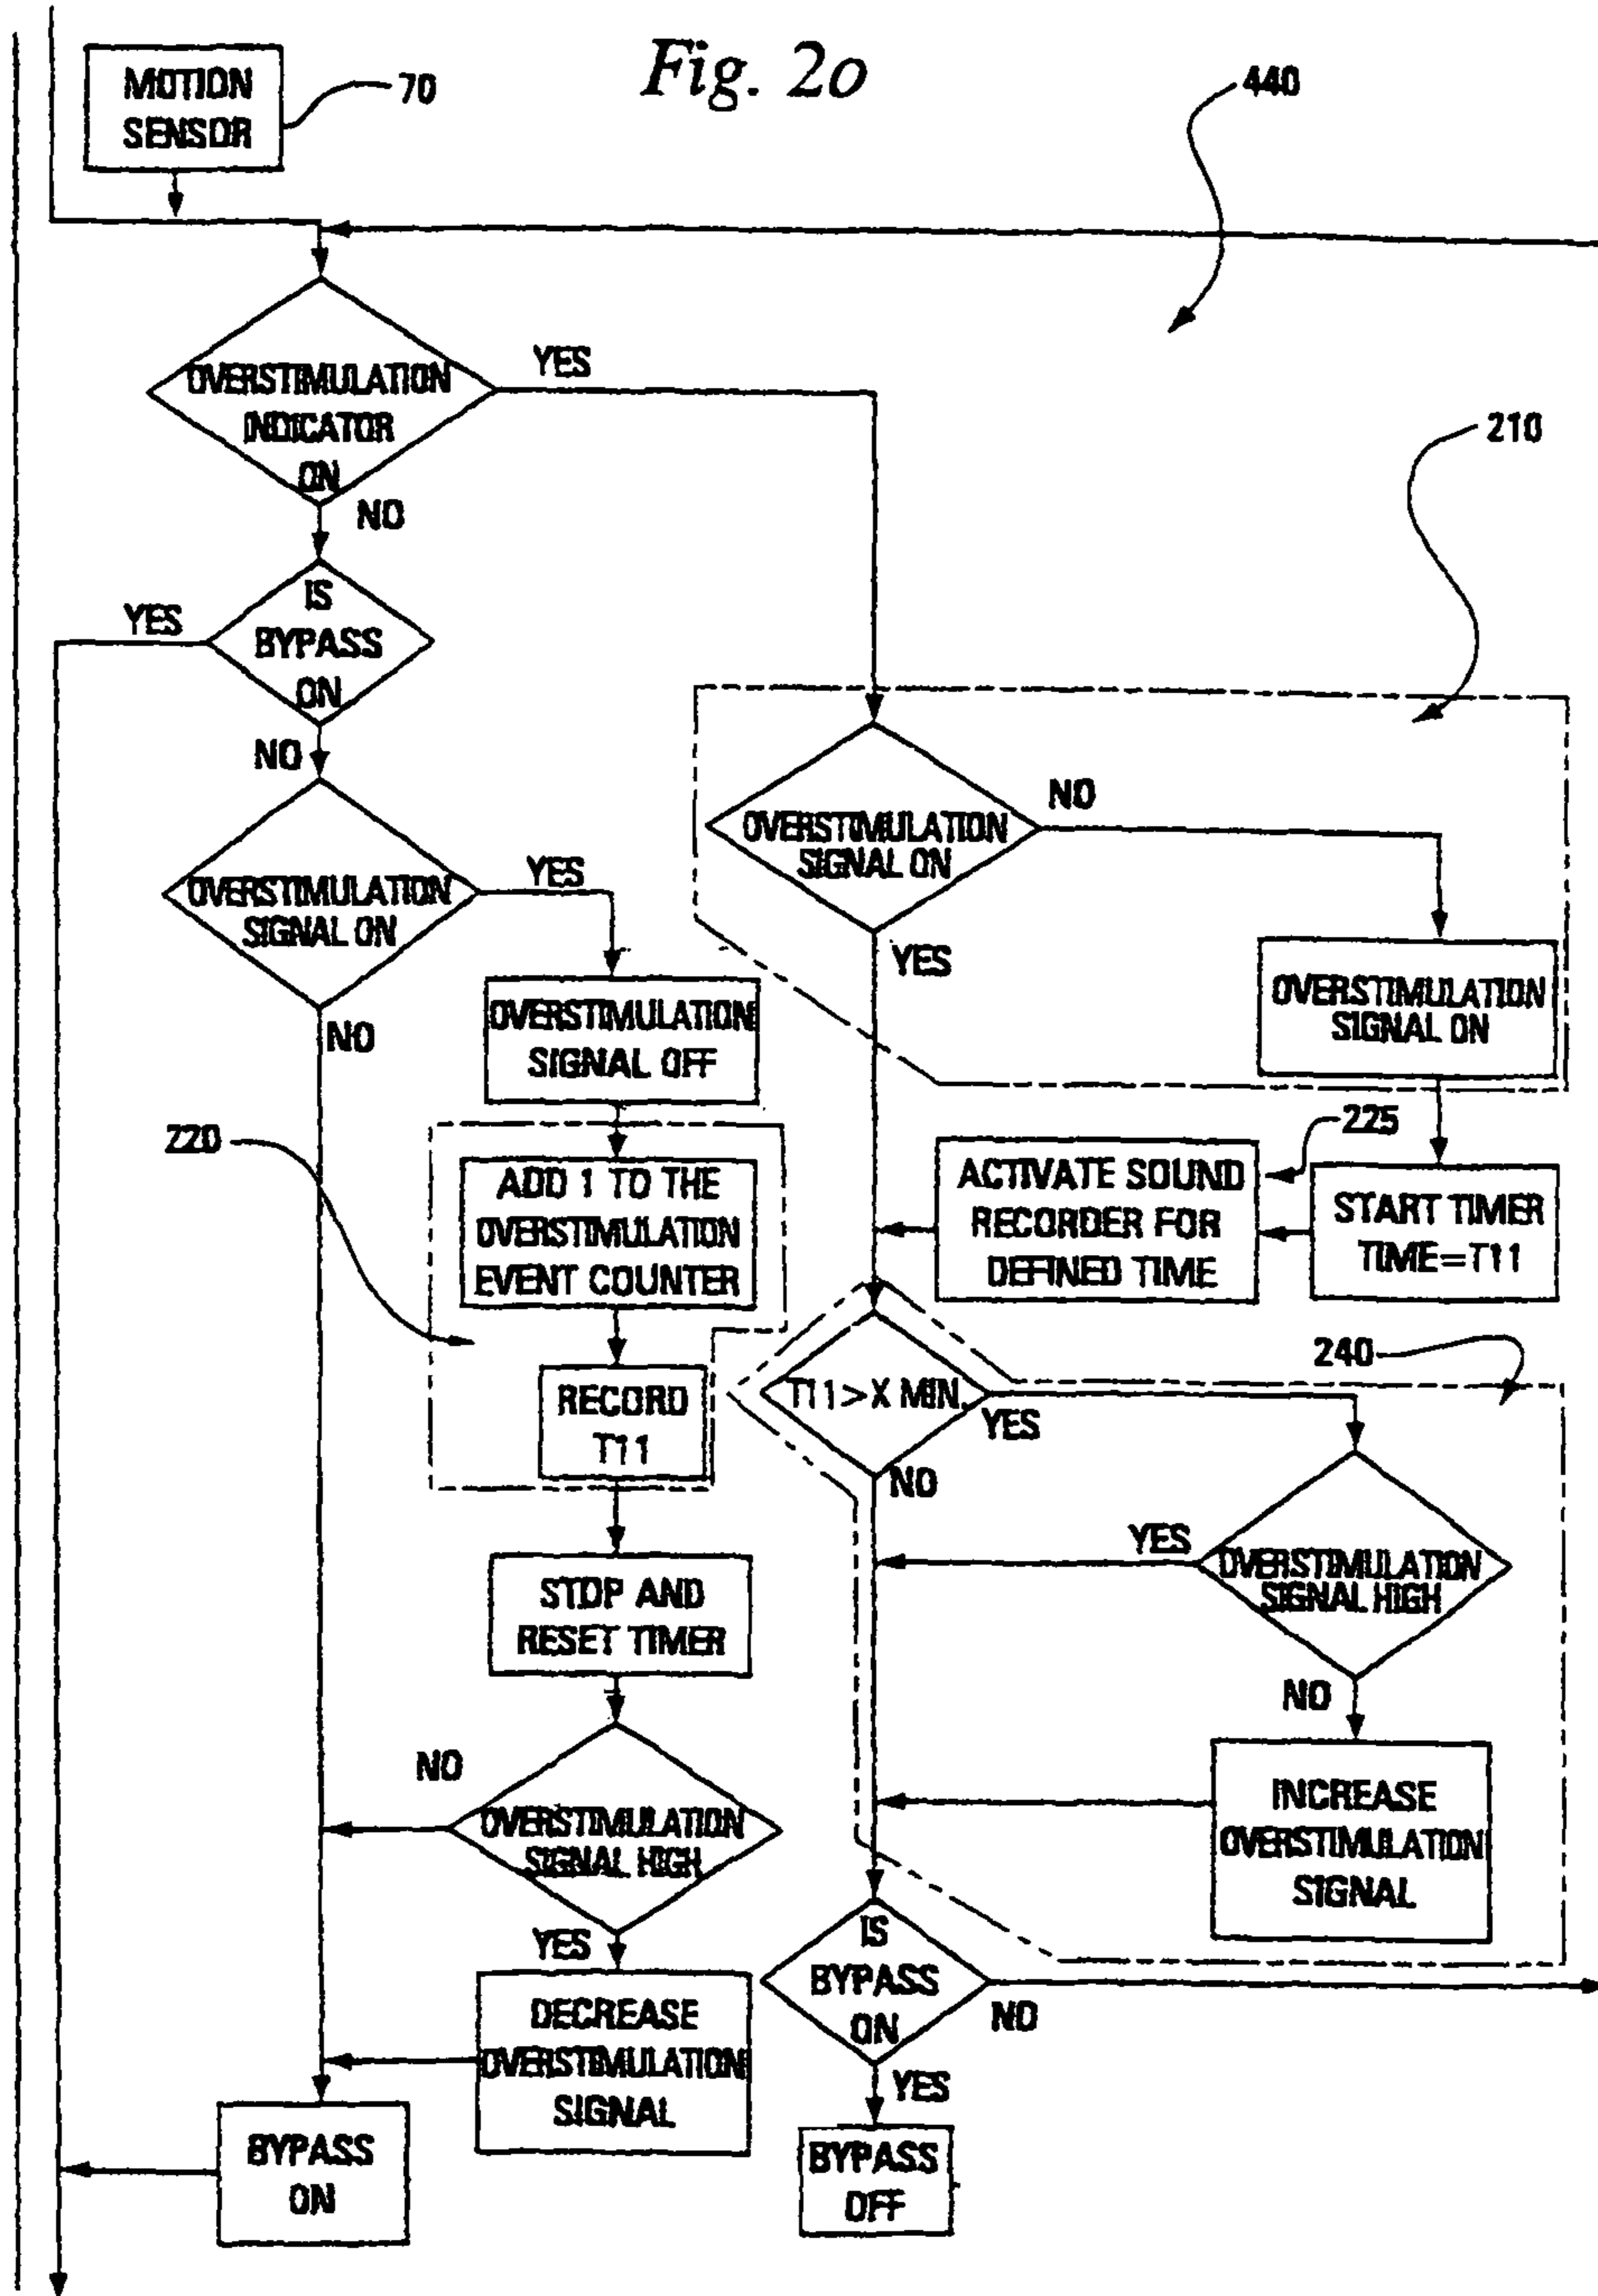 Fig. 2o
MOTION
SENSOR
70
440
OVERSTIMULATION
INDICATOR
ON
YES
NO
210
IS
BYPASS
ON
YES
NO
OVERSTIMULATION
SIGNAL ON
YES
NO
OVERSTIMULATION
SIGNAL ON
NO
YES
OVERSTIMULATION
SIGNAL OFF
OVERSTIMULATION
SIGNAL ON
220
ADD 1 TO THE
OVERSTIMULATION
EVENT COUNTER
225
ACTIVATE SOUND
RECORDER FOR
DEFINED TIME
START TIMER
TIME=T11
RECORD
T11
T11>X MIN.
YES
NO
240
STOP AND
RESET TIMER
YES
OVERSTIMULATION
SIGNAL HIGH
NO
NO
OVERSTIMULATION
SIGNAL HIGH
YES
INCREASE
OVERSTIMULATION
SIGNAL
DECREASE
OVERSTIMULATION
SIGNAL
IS
BYPASS
ON
NO
YES
BYPASS
ON
BYPASS
OFF